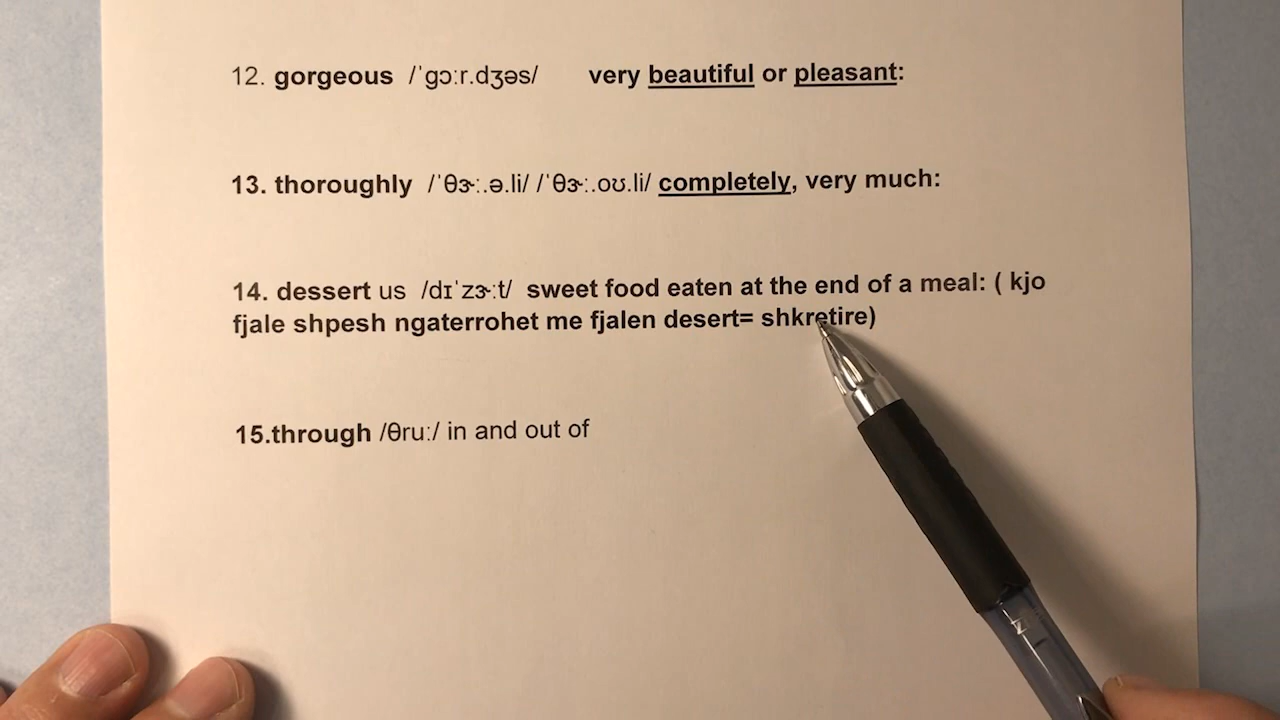 12. gorgeous /ˈɡɔːr.dʒəs/ very beautiful or pleasant:
13. thoroughly /ˈθɝː.ə.li/ /ˈθɝː.oʊ.li/ completely, very much:
14. dessert us /dɪˈzɝːt/ sweet food eaten at the end of a meal: ( kjo
fjale shpesh ngaterrohet me fjalen desert= shkretire)
15.through /θruː/ in and out of